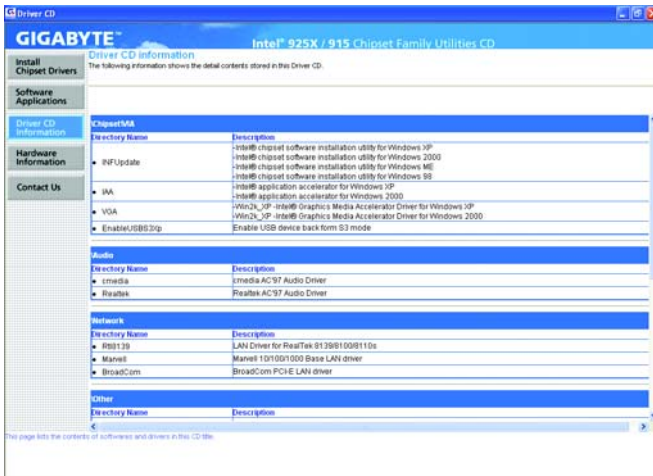 Driver CD
GIGABYTE™
Intel® 925X / 915 Chipset Family Utilities CD
Install
Chipset Drivers
Software
Applications
Driver CD
Information
Hardware
Information
Contact Us
Driver CD information
The following information shows the detail contents stored in this Driver CD.
\Chipset\IA
Directory Name Description
INFUpdate
-Intel® chipset software installation utility for Windows XP
-Intel® chipset software installation utility for Windows 2000
-Intel® chipset software installation utility for Windows ME
-Intel® chipset software installation utility for Windows 98
IAA
-Intel® application accelerator for Windows XP
-Intel® application accelerator for Windows 2000
VGA
-Win2k_XP -Intel® Graphics Media Accelerator Driver for Windows XP
-Win2k_XP -Intel® Graphics Media Accelerator Driver for Windows 2000
EnableUSBS3Xp Enable USB device back form S3 mode
\Audio
Directory Name Description
cmedia cmedia AC'97 Audio Driver
Realtek Realtek AC'97 Audio Driver
\Network
Directory Name Description
Rtl8139 LAN Driver for RealTek 8139/8100/8110s
Marvell Marvell 10/100/1000 Base LAN driver
BroadCom BroadCom PCI-E LAN driver
\Other
Directory Name Description
This page lists the contents of softwares and drivers in this CD title.